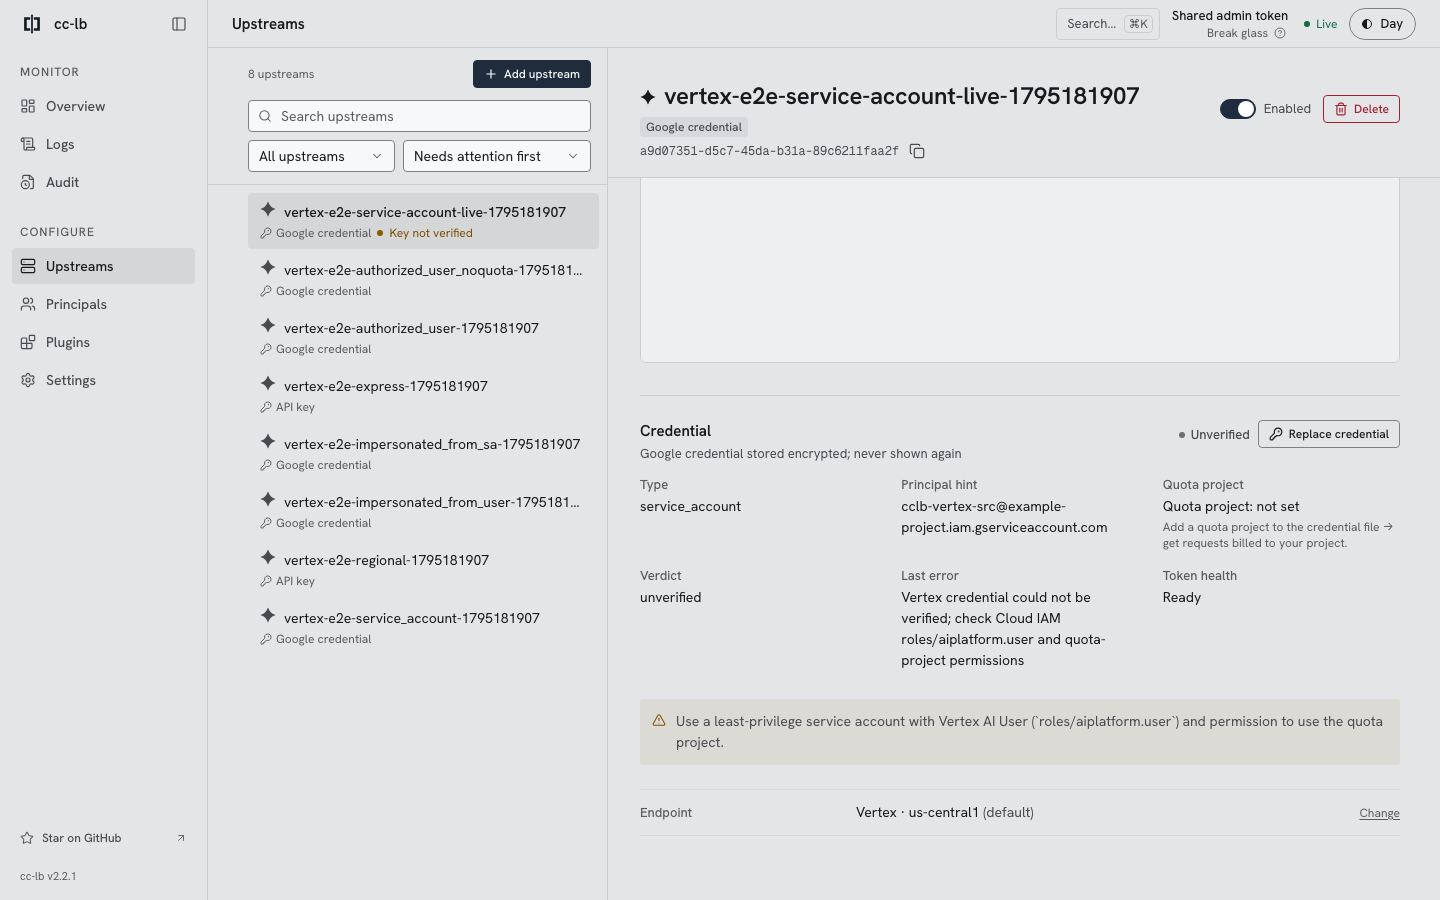 cc-lb
MONITOR
Overview
Logs
Audit
CONFIGURE
Upstreams
Principals
Plugins
Settings
Star on GitHub
cc-lb v2.2.1
Upstreams
Search... ⌘K
Shared admin token
Break glass
Live
Day
8 upstreams
Add upstream
Search upstreams
All upstreams
Needs attention first
vertex-e2e-service-account-live-1795181907
Google credential
Key not verified
vertex-e2e-authorized_user_noquota-1795181...
Google credential
vertex-e2e-authorized_user-1795181907
Google credential
vertex-e2e-express-1795181907
API key
vertex-e2e-impersonated_from_sa-1795181907
Google credential
vertex-e2e-impersonated_from_user-1795181...
Google credential
vertex-e2e-regional-1795181907
API key
vertex-e2e-service_account-1795181907
Google credential
vertex-e2e-service-account-live-1795181907
Google credential
a9d07351-d5c7-45da-b31a-89c6211faa2f
Enabled
Delete
Credential
Google credential stored encrypted; never shown again
Unverified
Replace credential
Type
service_account
Principal hint
cclb-vertex-src@example-
project.iam.gserviceaccount.com
Quota project
Quota project: not set
Add a quota project to the credential file →
get requests billed to your project.
Verdict
unverified
Last error
Vertex credential could not be
verified; check Cloud IAM
roles/aiplatform.user and quota-
project permissions
Token health
Ready
Use a least-privilege service account with Vertex AI User (`roles/aiplatform.user`) and permission to use the quota
project.
Endpoint
Vertex · us-central1 (default)
Change